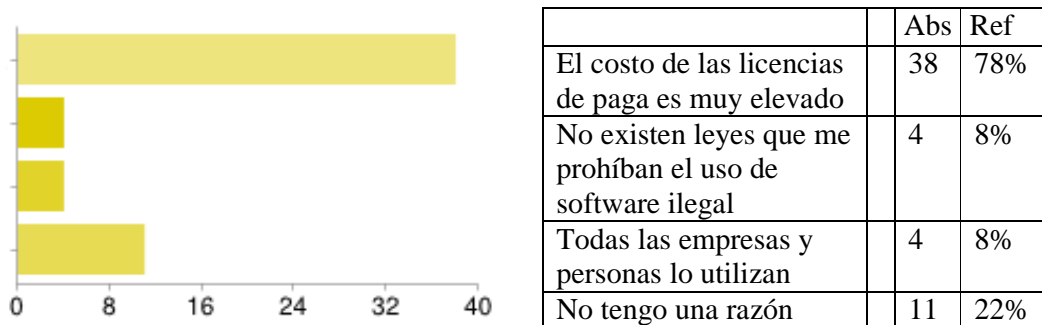 0 8 16 24 32 40
Abs Ref
El costo de las licencias 38 78%
de paga es muy elevado
No existen leyes que me 4 8%
prohíban el uso de
software ilegal
Todas las empresas y 4 8%
personas lo utilizan
No tengo una razón 11 22%